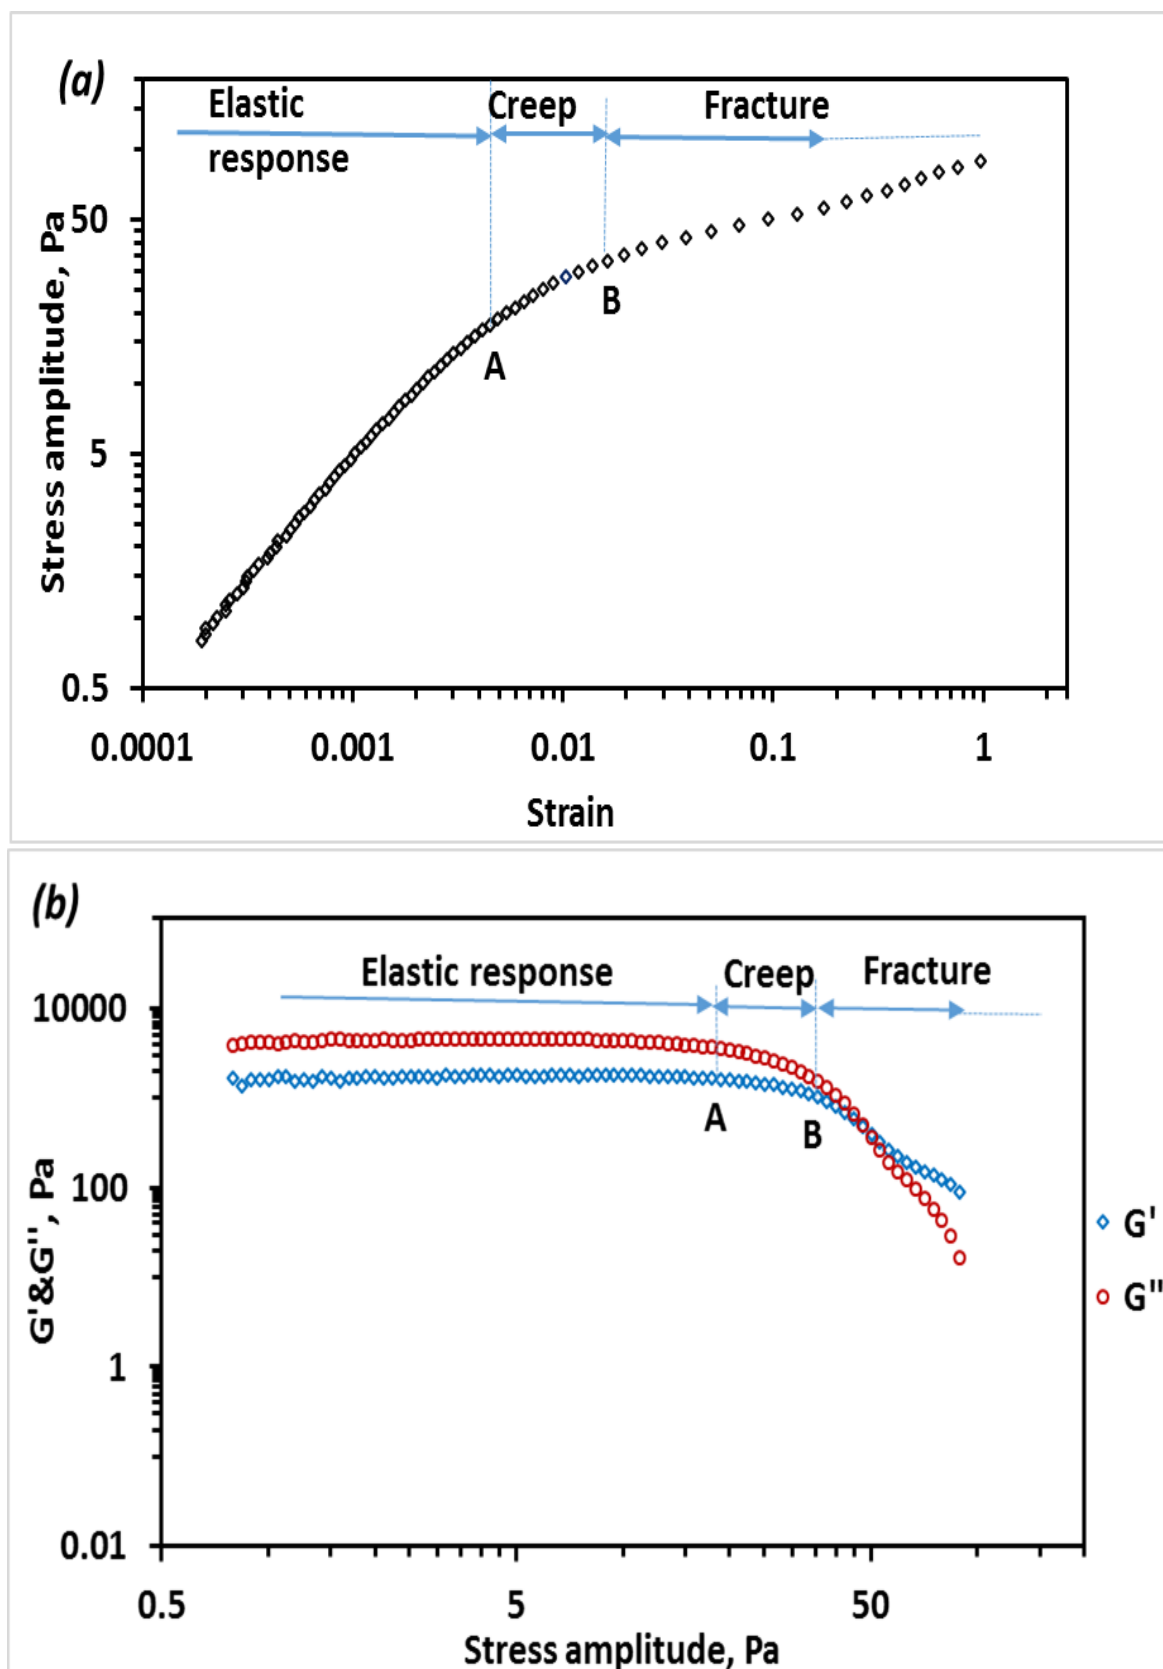 (a)
Elastic
response
Creep
Fracture
Stress amplitude, Pa
50
5
0.5
A
B
0.0001
0.001
0.01
0.1
1
Strain
(b)
Elastic response
Creep
Fracture
G'&G'', Pa
10000
100
1
0.01
A
B
G'
G"
0.5
5
50
Stress amplitude, Pa